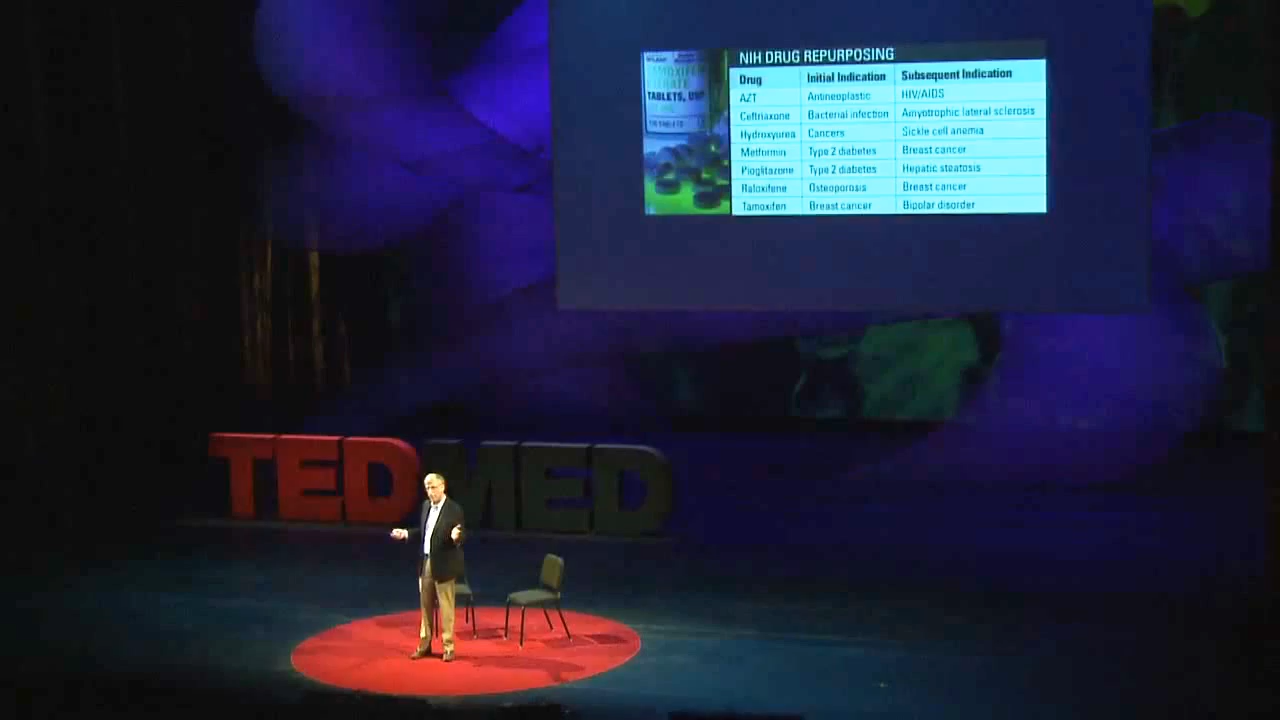 NIH DRUG REPURPOSING
Drug Initial Indication Subsequent Indication
AZT Antineoplastic HIV/AIDS
Ceftriaxone Bacterial infection Amyotrophic lateral sclerosis
Hydroxyurea Cancers Sickle cell anemia
Metformin Type 2 diabetes Breast cancer
Pioglitazone Type 2 diabetes Hepatic steatosis
Raloxifene Osteoporosis Breast cancer
Tamoxifen Breast cancer Bipolar disorder
TABLETS, USP
TEDMED